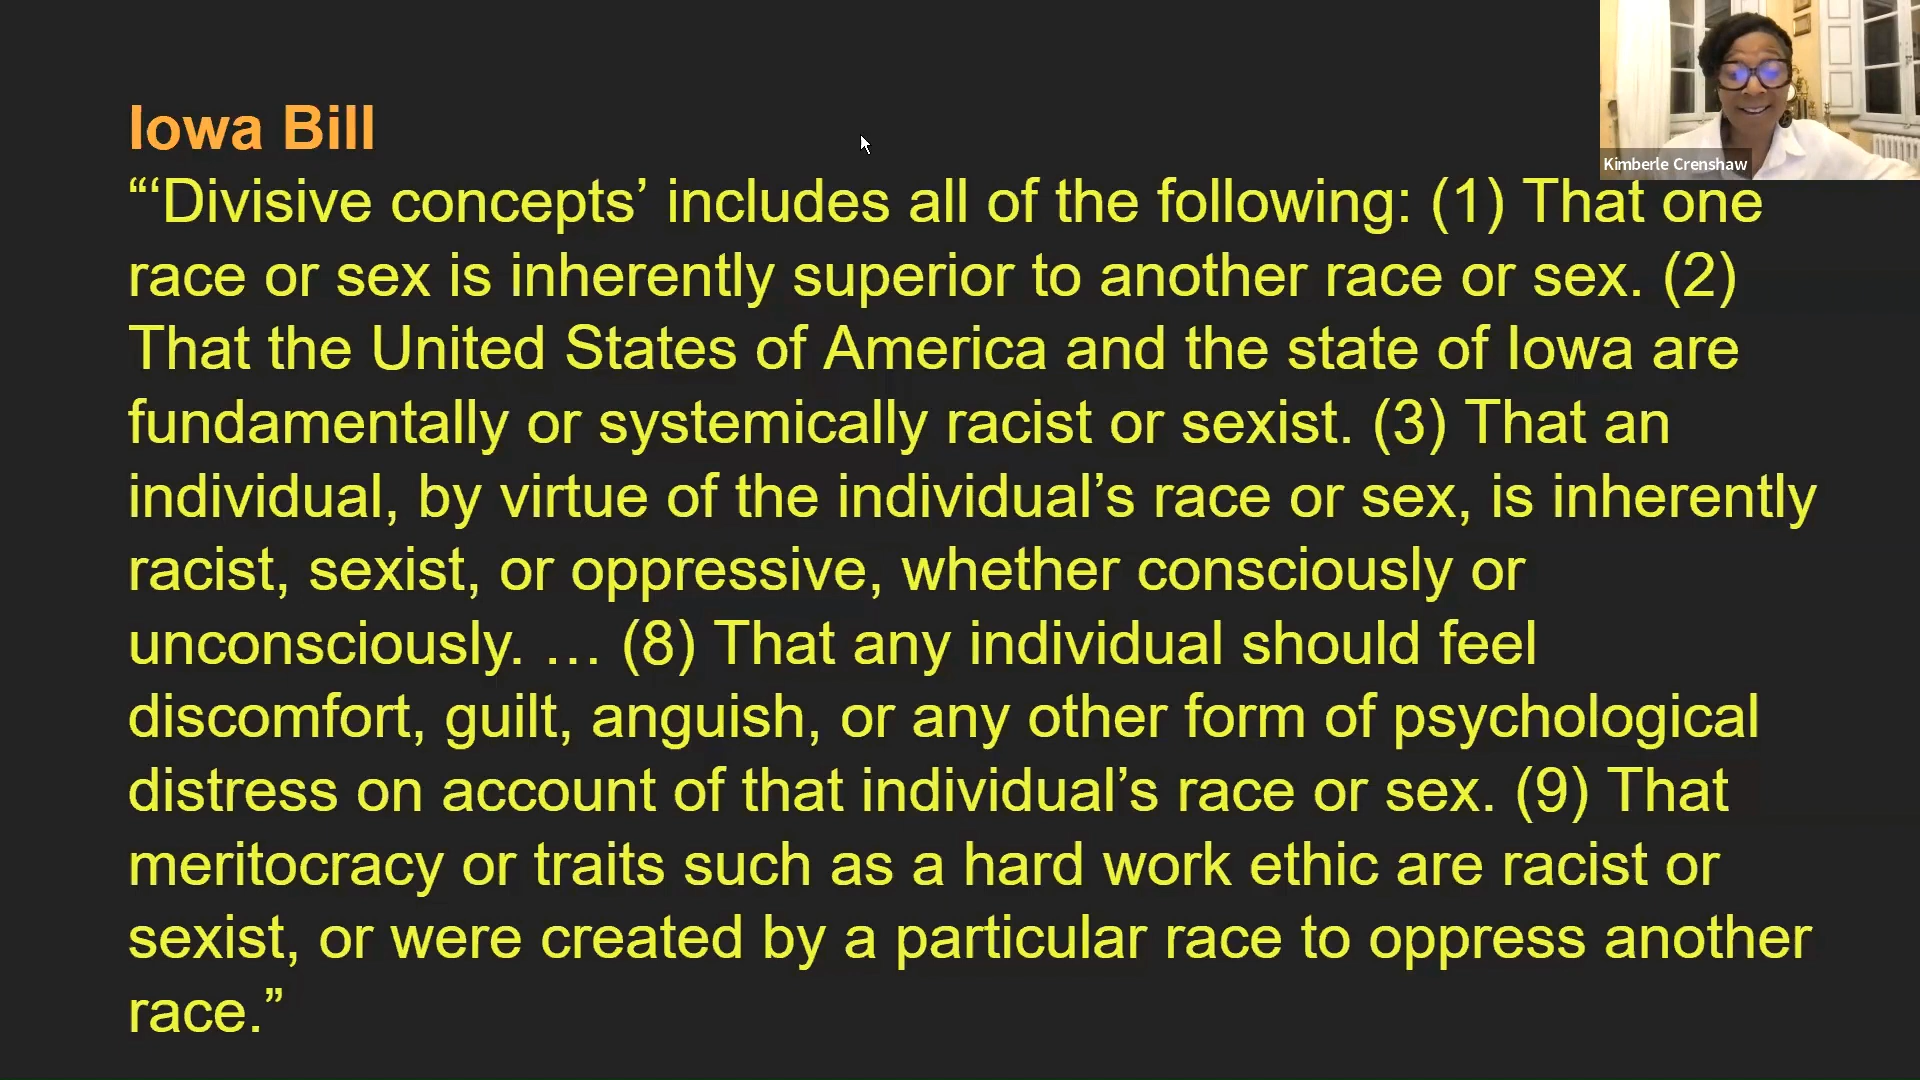 Kimberle Crenshaw
Iowa Bill
“‘Divisive concepts’ includes all of the following: (1) That one
race or sex is inherently superior to another race or sex. (2)
That the United States of America and the state of Iowa are
fundamentally or systemically racist or sexist. (3) That an
individual, by virtue of the individual’s race or sex, is inherently
racist, sexist, or oppressive, whether consciously or
unconsciously. … (8) That any individual should feel
discomfort, guilt, anguish, or any other form of psychological
distress on account of that individual’s race or sex. (9) That
meritocracy or traits such as a hard work ethic are racist or
sexist, or were created by a particular race to oppress another
race.”